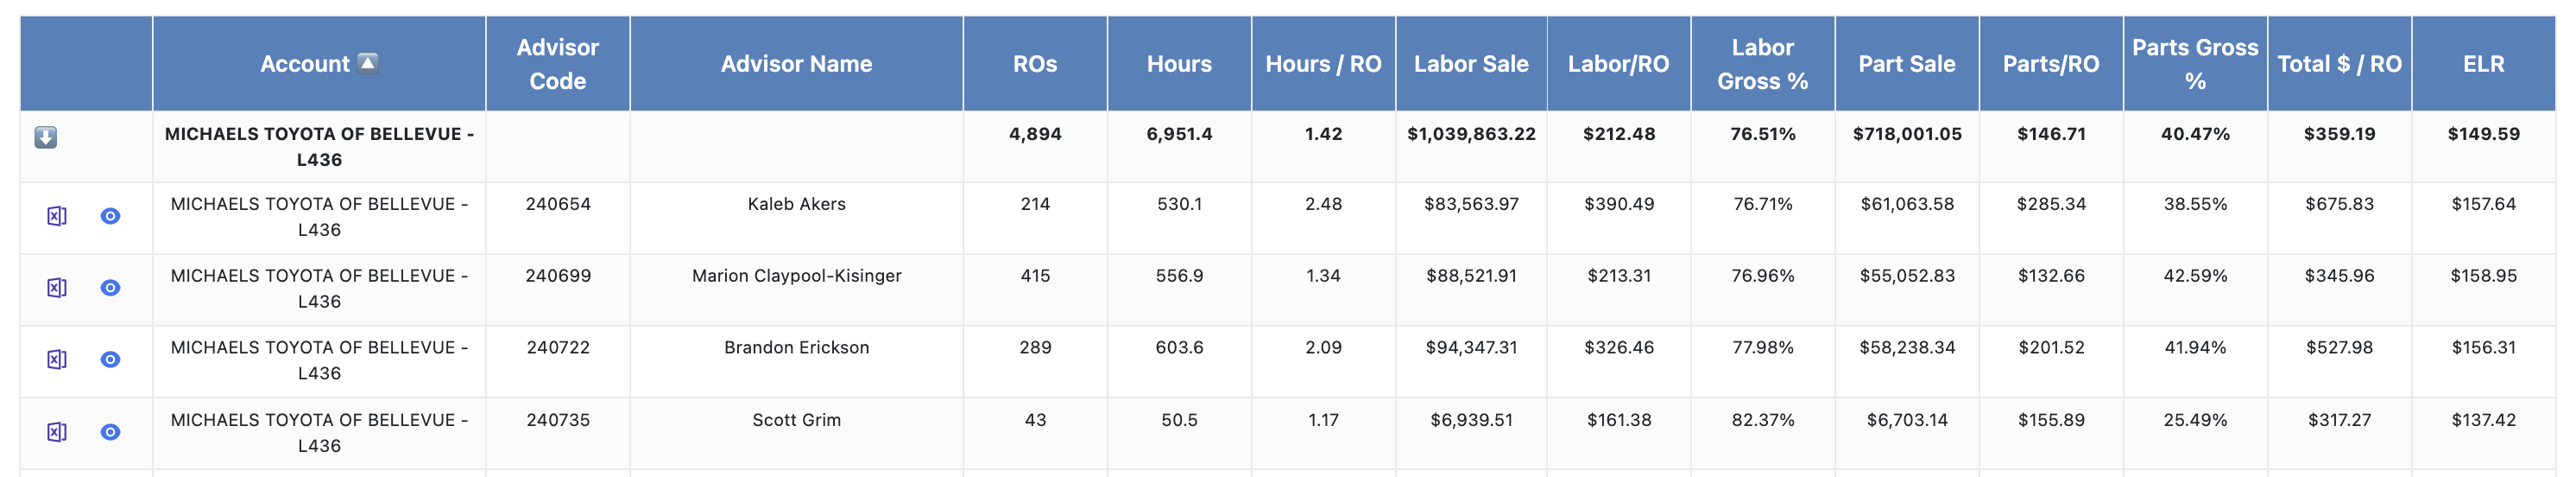 Account Advisor Code Advisor Name ROs Hours Hours / RO Labor Sale Labor/RO Labor Gross % Part Sale Parts/RO Parts Gross % Total $ / RO ELR
MICHAELS TOYOTA OF BELLEVUE - L436 4,894 6,951.4 1.42 $1,039,863.22 $212.48 76.51% $718,001.05 $146.71 40.47% $359.19 $149.59
MICHAELS TOYOTA OF BELLEVUE - L436 240654 Kaleb Akers 214 530.1 2.48 $83,563.97 $390.49 76.71% $61,063.58 $285.34 38.55% $675.83 $157.64
MICHAELS TOYOTA OF BELLEVUE - L436 240699 Marion Claypool-Kisinger 415 556.9 1.34 $88,521.91 $213.31 76.96% $55,052.83 $132.66 42.59% $345.96 $158.95
MICHAELS TOYOTA OF BELLEVUE - L436 240722 Brandon Erickson 289 603.6 2.09 $94,347.31 $326.46 77.98% $58,238.34 $201.52 41.94% $527.98 $156.31
MICHAELS TOYOTA OF BELLEVUE - L436 240735 Scott Grim 43 50.5 1.17 $6,939.51 $161.38 82.37% $6,703.14 $155.89 25.49% $317.27 $137.42